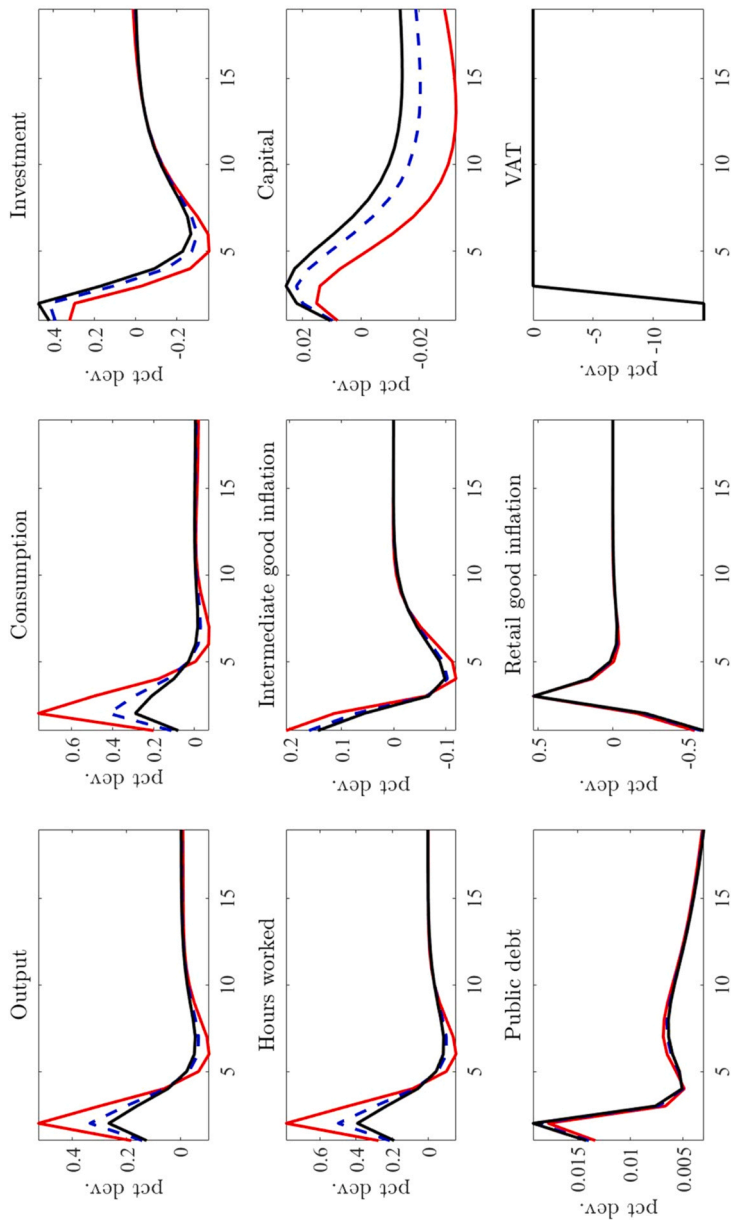 Output
0.4
0.2
0
pct dev.
5 10 15
Consumption
0.6
0.4
0.2
0
pct dev.
5 10 15
Investment
0.4
0.2
0
-0.2
pct dev.
5 10 15
Hours worked
0.6
0.4
0.2
0
pct dev.
5 10 15
Intermediate good inflation
0.2
0.1
0
-0.1
pct dev.
5 10 15
Capital
0.02
0
-0.02
pct dev.
5 10 15
Public debt
0.015
0.01
0.005
pct dev.
5 10 15
Retail good inflation
0.5
0
-0.5
pct dev.
5 10 15
VAT
0
-5
-10
pct dev.
5 10 15